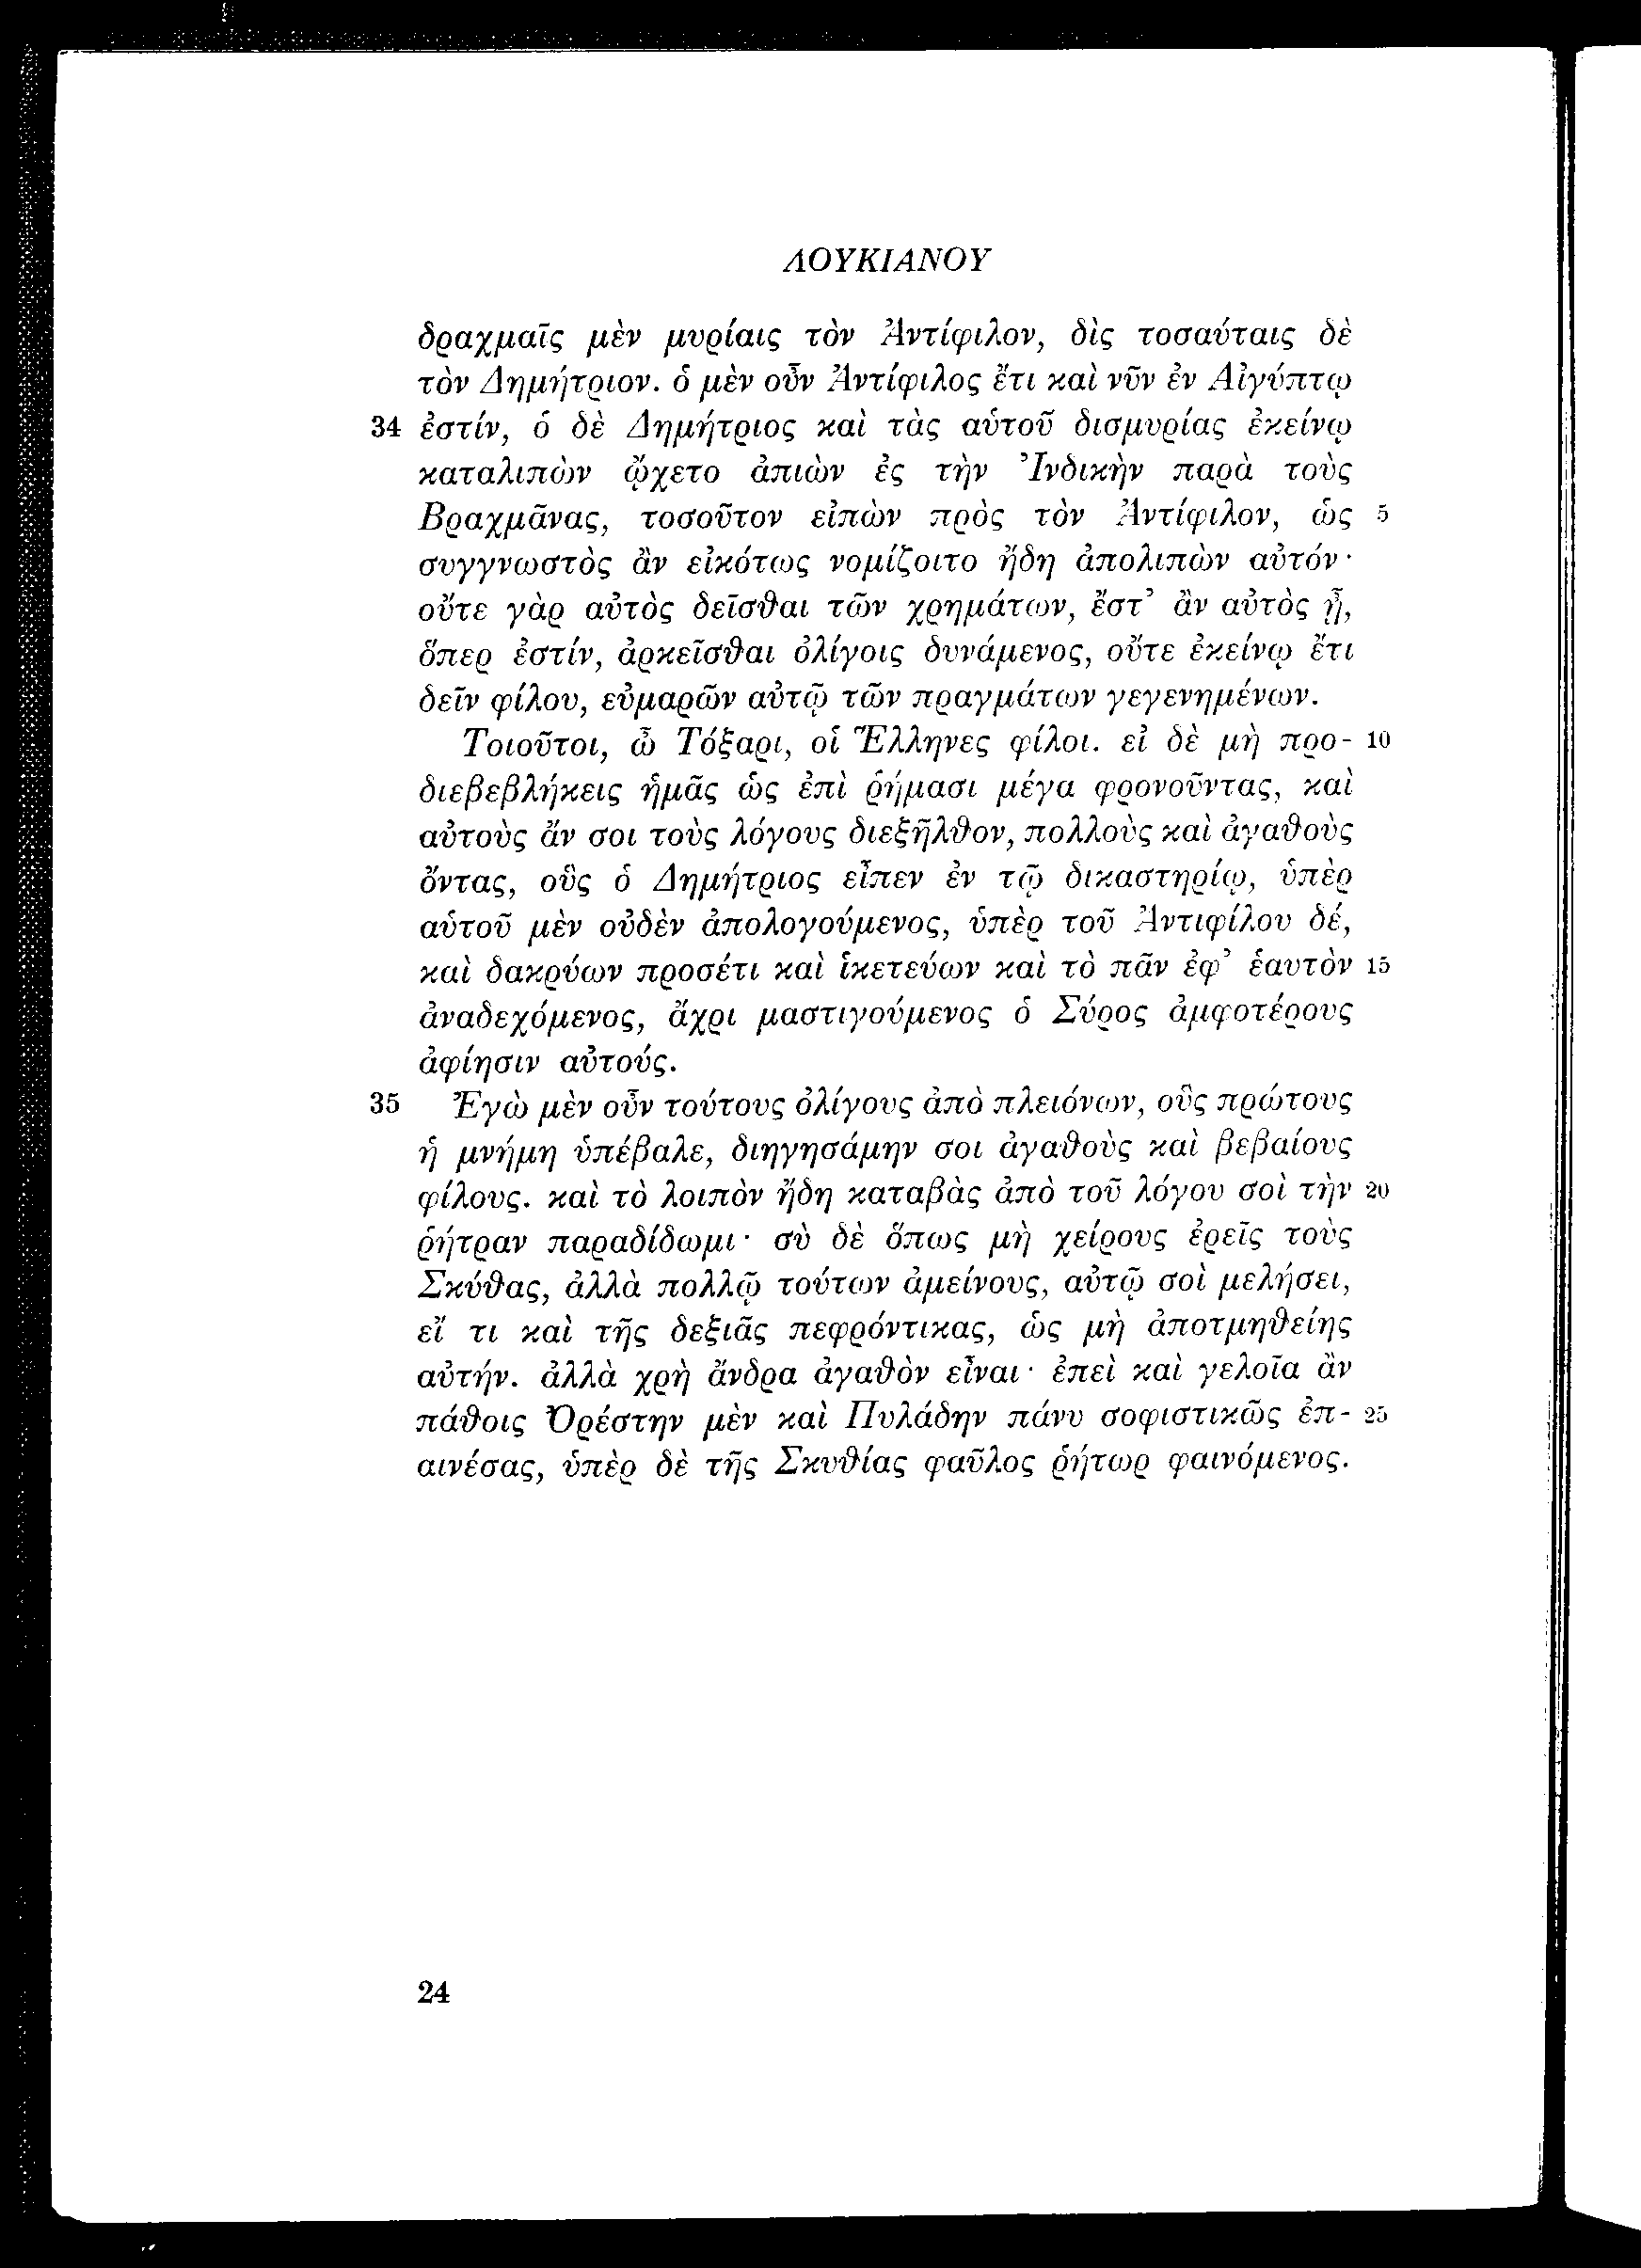 ΛΟΥΚΙΑΝΟΥ
δραχμαῖς μὲν μυρίαις τὸν Ἀντίφιλον, δὶς τοσαύταις δὲ
τὸν Δημήτριον. ὁ μὲν οὖν Ἀντίφιλος ἔτι καὶ νῦν ἐν Αἰγύπτῳ
34 ἐστίν, ὁ δὲ Δημήτριος καὶ τὰς αὑτοῦ δισμυρίας ἐκείνῳ
καταλιπὼν ᾤχετο ἀπιὼν ἐς τὴν Ἰνδικὴν παρὰ τοὺς
Βραχμᾶνας, τοσοῦτον εἰπὼν πρὸς τὸν Ἀντίφιλον, ὡς 5
συγγνωστὸς ἂν εἰκότως νομίζοιτο ἤδη ἀπολιπὼν αὐτόν·
οὔτε γὰρ αὐτὸς δεῖσθαι τῶν χρημάτων, ἔστ’ ἂν αὐτὸς ᾖ,
ὅπερ ἐστίν, ἀρκεῖσθαι ὀλίγοις δυνάμενος, οὔτε ἐκείνῳ ἔτι
δεῖν φίλου, εὐμαρῶν αὐτῷ τῶν πραγμάτων γεγενημένων.
Τοιοῦτοι, ὦ Τόξαρι, οἱ Ἕλληνες φίλοι. εἰ δὲ μὴ προ- 10
διεβεβλήκεις ἡμᾶς ὡς ἐπὶ ῥήμασι μέγα φρονοῦντας, καὶ
αὐτοὺς ἄν σοι τοὺς λόγους διεξῆλθον, πολλοὺς καὶ ἀγαθοὺς
ὄντας, οὓς ὁ Δημήτριος εἶπεν ἐν τῷ δικαστηρίῳ, ὑπὲρ
αὑτοῦ μὲν οὐδὲν ἀπολογούμενος, ὑπὲρ τοῦ Ἀντιφίλου δέ,
καὶ δακρύων προσέτι καὶ ἱκετεύων καὶ τὸ πᾶν ἐφ’ ἑαυτὸν 15
ἀναδεχόμενος, ἄχρι μαστιγούμενος ὁ Σύρος ἀμφοτέρους
ἀφίησιν αὐτούς.
35 Ἐγὼ μὲν οὖν τούτους ὀλίγους ἀπὸ πλειόνων, οὓς πρώτους
ἡ μνήμη ὑπέβαλε, διηγησάμην σοι ἀγαθοὺς καὶ βεβαίους
φίλους. καὶ τὸ λοιπὸν ἤδη καταβὰς ἀπὸ τοῦ λόγου σοὶ τὴν 20
ῥήτραν παραδίδωμι· σὺ δὲ ὅπως μὴ χείρους ἐρεῖς τοὺς
Σκύθας, ἀλλὰ πολλῷ τούτων ἀμείνους, αὐτῷ σοὶ μελήσει,
εἴ τι καὶ τῆς δεξιᾶς πεφρόντικας, ὡς μὴ ἀποτμηθείης
αὐτήν. ἀλλὰ χρὴ ἄνδρα ἀγαθὸν εἶναι· ἐπεὶ καὶ γελοῖα ἂν
πάθοις Ὀρέστην μὲν καὶ Πυλάδην πάνυ σοφιστικῶς ἐπ- 25
αινέσας, ὑπὲρ δὲ τῆς Σκυθίας φαῦλος ῥήτωρ φαινόμενος.
24